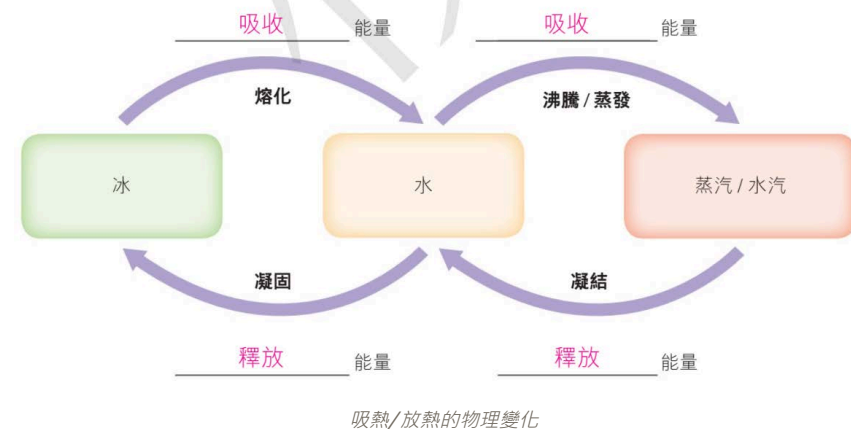 吸收 能量 吸收 能量
熔化 沸騰 / 蒸發
冰 水 蒸汽 / 水汽
凝固 凝結
釋放 能量 釋放 能量
吸熱/放熱的物理變化